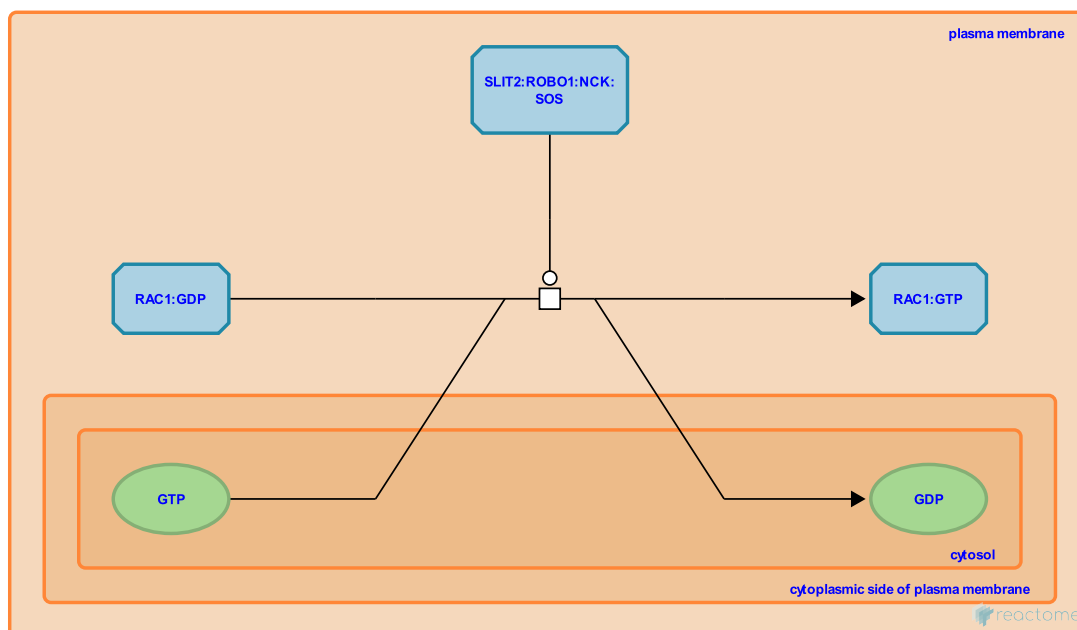 plasma membrane
SLIT2:ROBO1:NCK:
SOS
RAC1:GDP
RAC1:GTP
GTP
GDP
cytosol
cytoplasmic side of plasma membrane
reactome